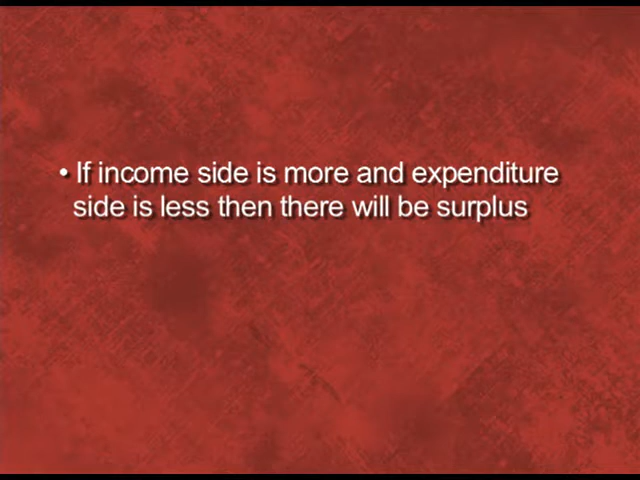 • If income side is more and expenditure
side is less then there will be surplus